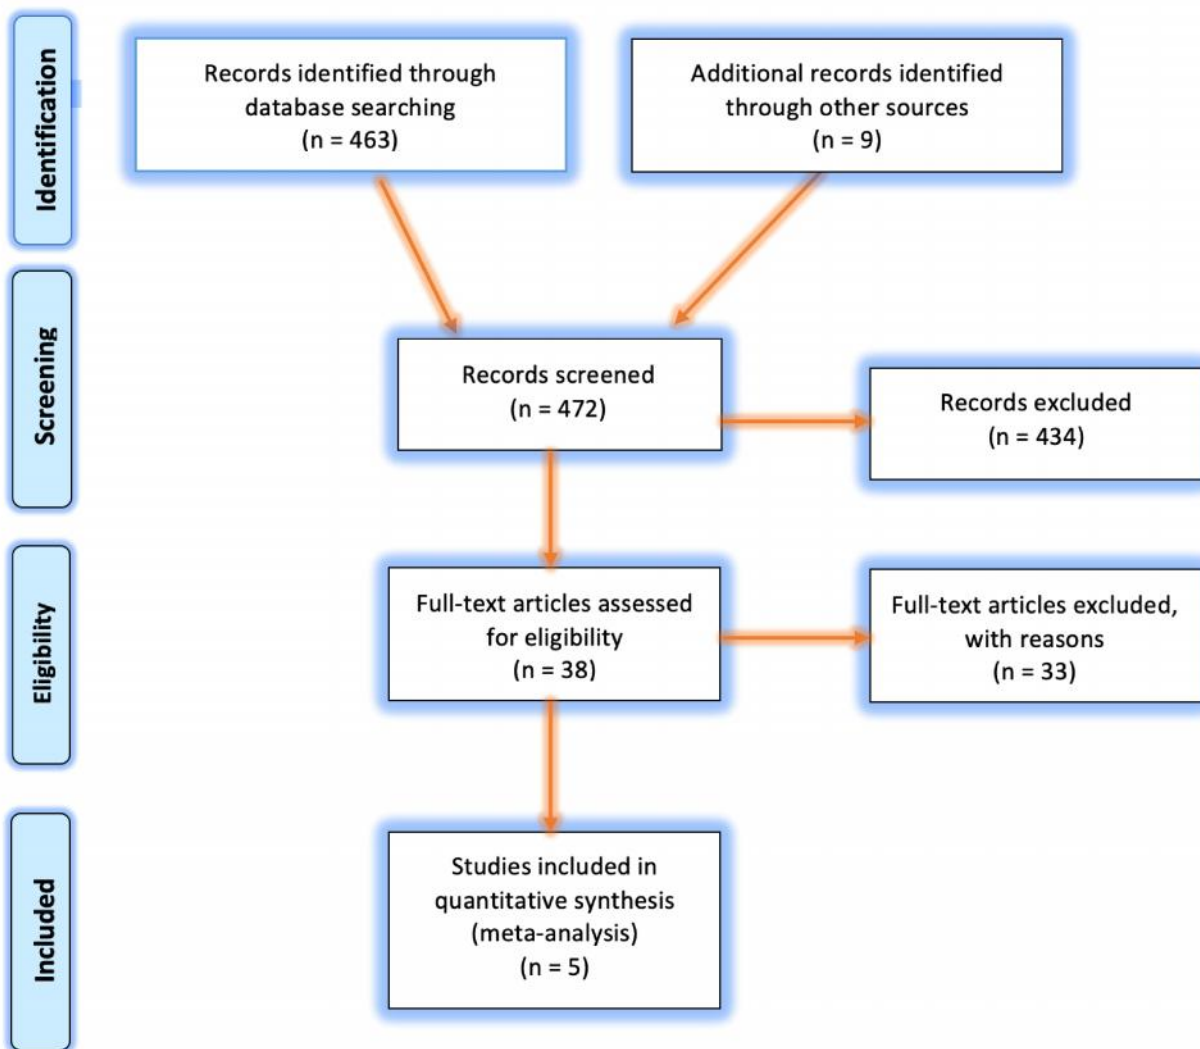 Identification
Records identified through
database searching
(n = 463)
Additional records identified
through other sources
(n = 9)
Screening
Records screened
(n = 472)
Records excluded
(n = 434)
Eligibility
Full-text articles assessed
for eligibility
(n = 38)
Full-text articles excluded,
with reasons
(n = 33)
Included
Studies included in
quantitative synthesis
(meta-analysis)
(n = 5)